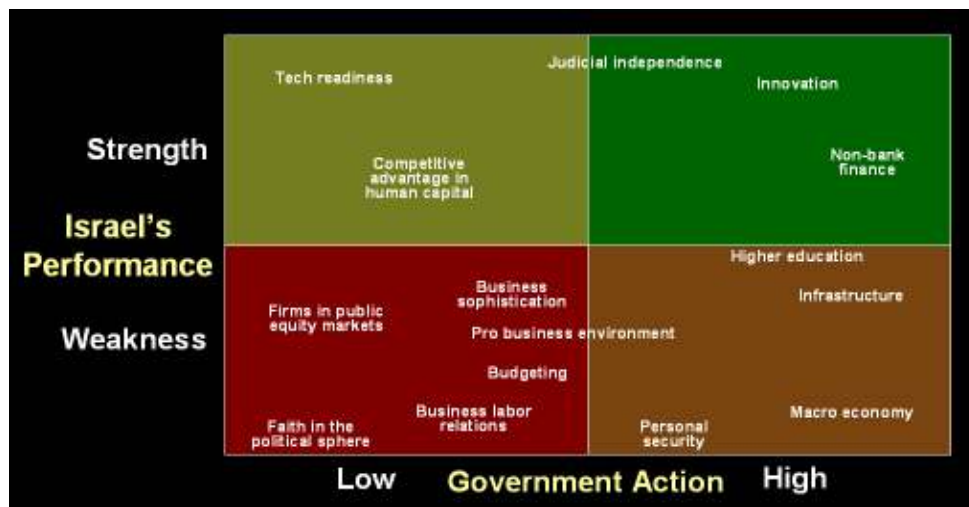 Tech readiness
Judicial independence
Innovation
Strength
Competitive
advantage in
human capital
Non-bank
finance
Israel's
Performance
Higher education
Business
sophistication
Infrastructure
Firms in public
equity markets
Weakness
Pro business environment
Budgeting
Business labor
relations
Macro economy
Faith in the
political sphere
Personal
security
Low
Government Action
High